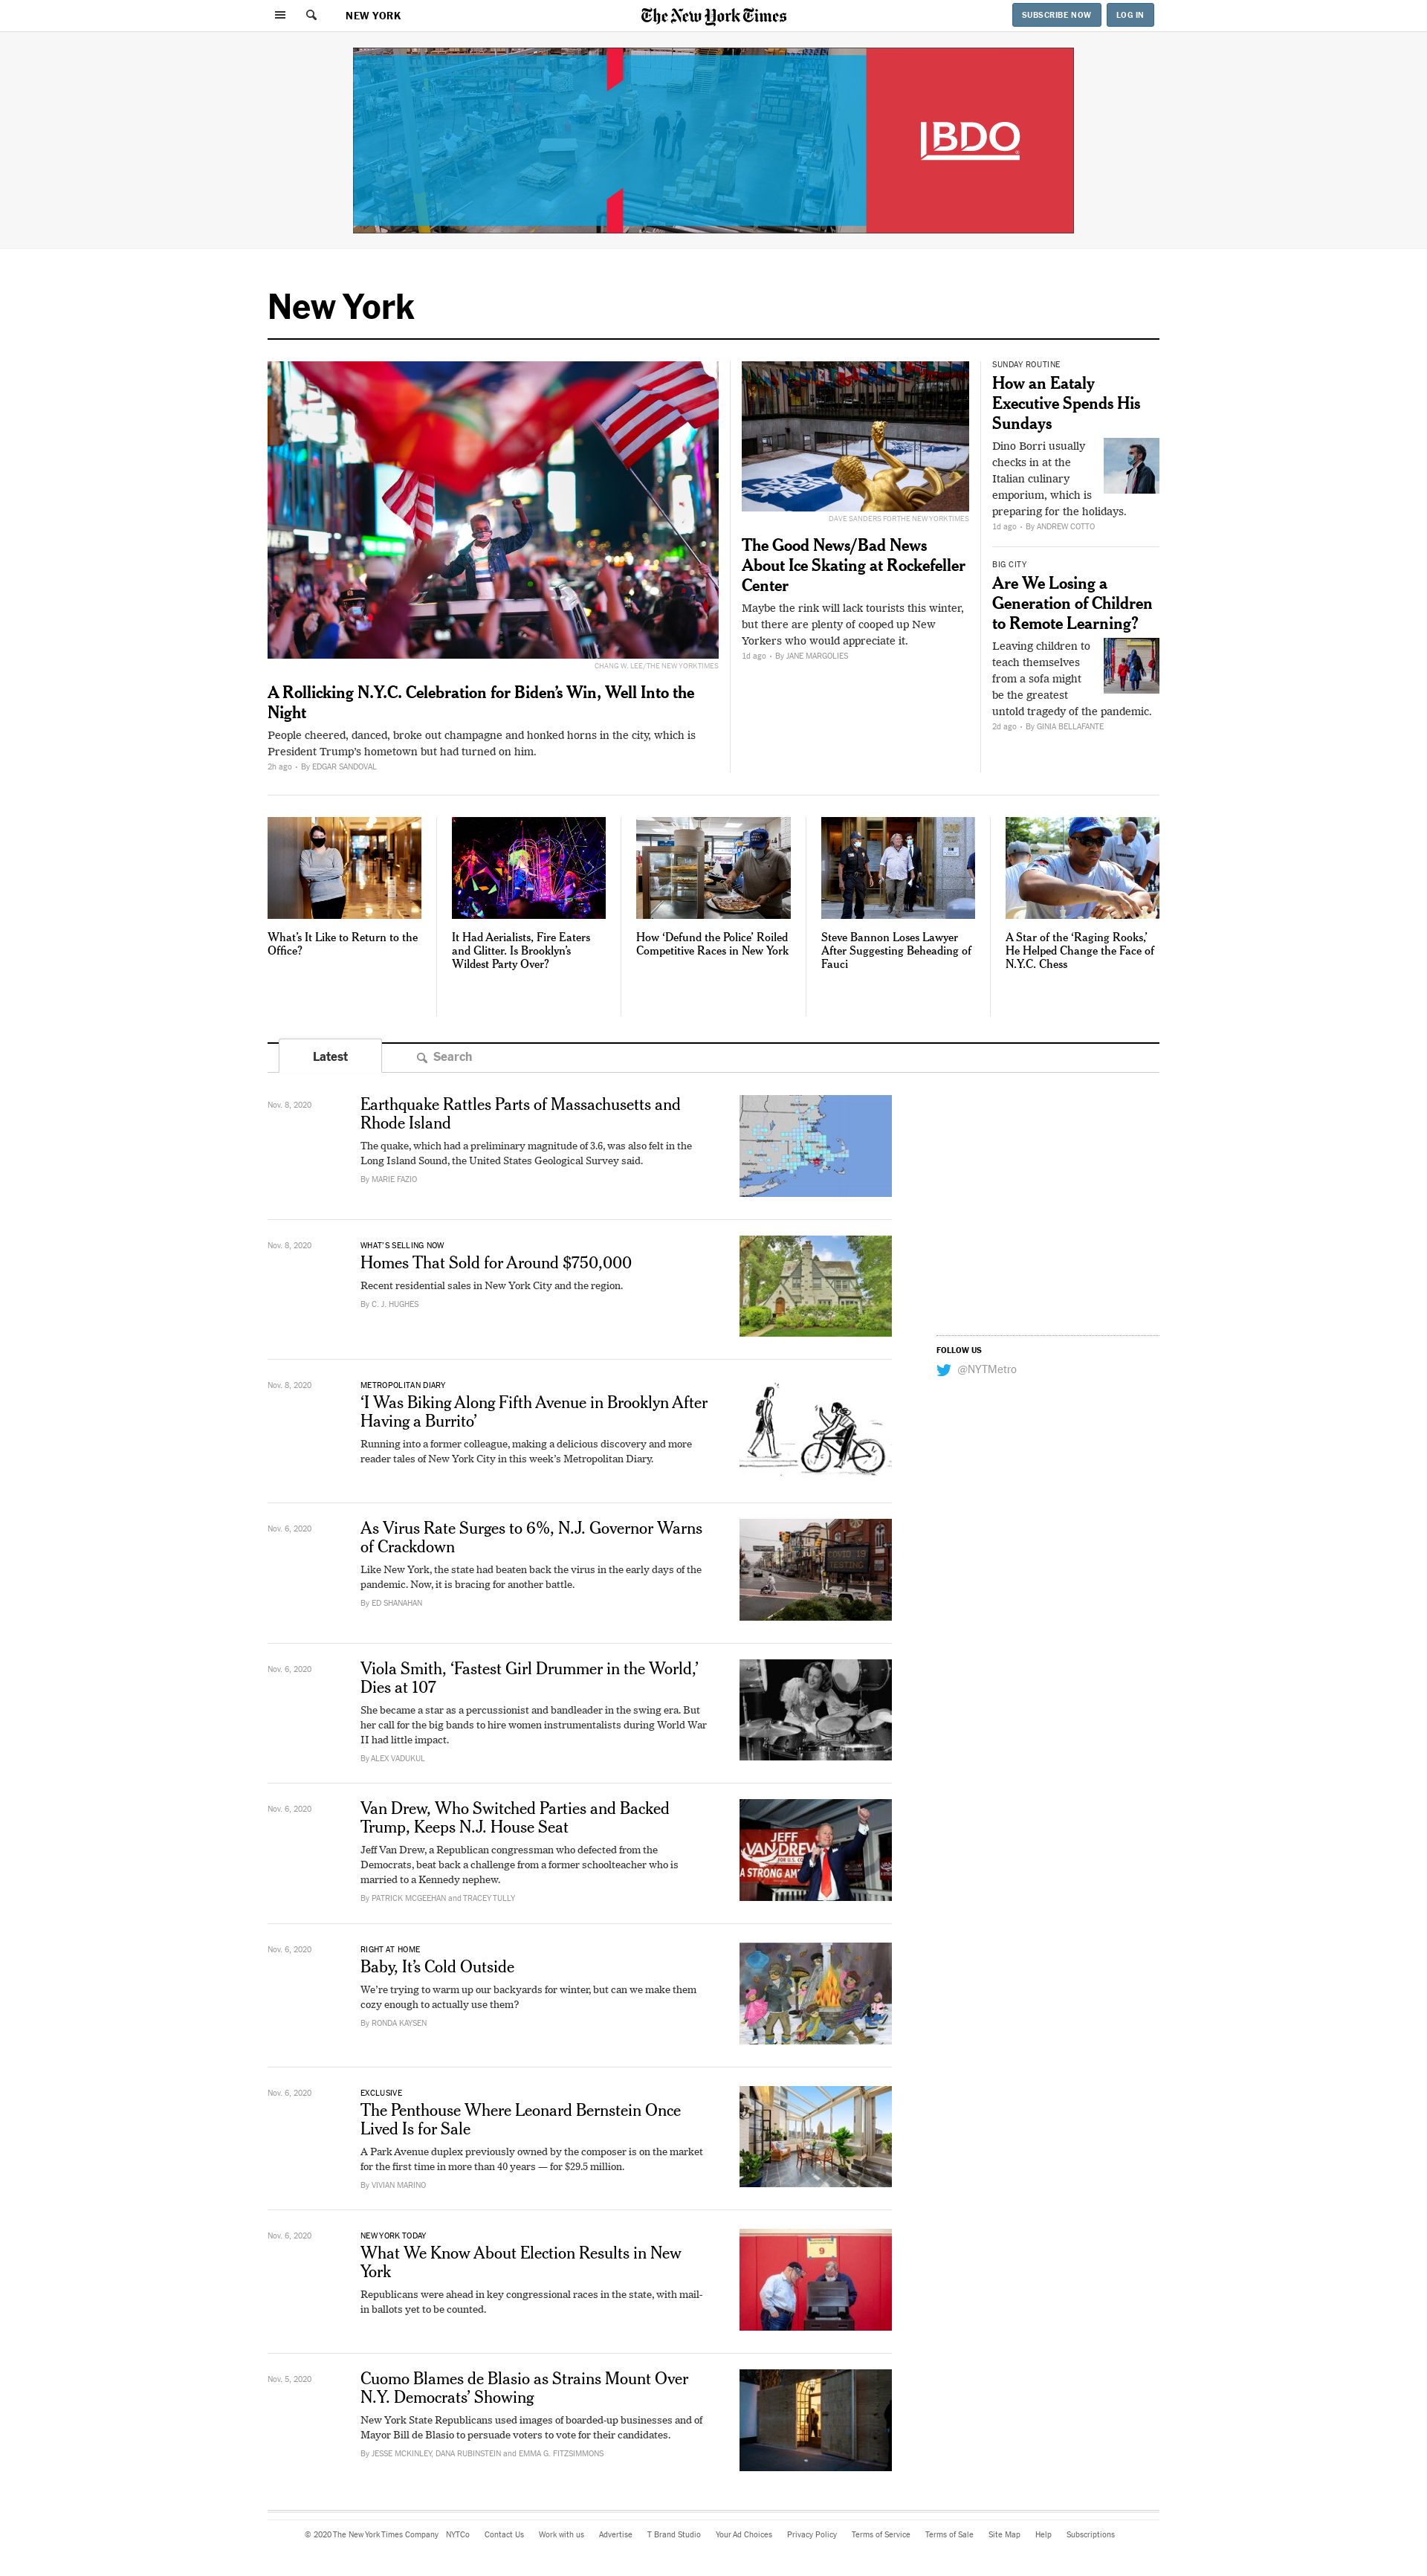 NEW YORK
The New York Times
SUBSCRIBE NOW
LOG IN
BDO
New York
CHANG W. LEE/THE NEW YORK TIMES
A Rollicking N.Y.C. Celebration for Biden's Win, Well Into the
Night
People cheered, danced, broke out champagne and honked horns in the city, which is
President Trump's hometown but had turned on him.
2h ago · By EDGAR SANDOVAL
DAVE SANDERS FOR THE NEW YORK TIMES
The Good News/Bad News
About Ice Skating at Rockefeller
Center
Maybe the rink will lack tourists this winter,
but there are plenty of cooped up New
Yorkers who would appreciate it.
1d ago · By JANE MARGOLIES
SUNDAY ROUTINE
How an Eataly
Executive Spends His
Sundays
Dino Borri usually
checks in at the
Italian culinary
emporium, which is
preparing for the holidays.
1d ago · By ANDREW COTTO
BIG CITY
Are We Losing a
Generation of Children
to Remote Learning?
Leaving children to
teach themselves
from a sofa might
be the greatest
untold tragedy of the pandemic.
2d ago · By GINIA BELLAFANTE
What's It Like to Return to the
Office?
It Had Aerialists, Fire Eaters
and Glitter. Is Brooklyn's
Wildest Party Over?
How 'Defund the Police' Roiled
Competitive Races in New York
500
Steve Bannon Loses Lawyer
After Suggesting Beheading of
Fauci
A Star of the 'Raging Rooks,'
He Helped Change the Face of
N.Y.C. Chess
Latest
Search
Nov. 8, 2020
Earthquake Rattles Parts of Massachusetts and
Rhode Island
The quake, which had a preliminary magnitude of 3.6, was also felt in the
Long Island Sound, the United States Geological Survey said.
By MARIE FAZIO
Nov. 8, 2020
WHAT'S SELLING NOW
Homes That Sold for Around $750,000
Recent residential sales in New York City and the region.
By C. J. HUGHES
FOLLOW US
@NYTMetro
Nov. 8, 2020
METROPOLITAN DIARY
'I Was Biking Along Fifth Avenue in Brooklyn After
Having a Burrito'
Running into a former colleague, making a delicious discovery and more
reader tales of New York City in this week's Metropolitan Diary.
Nov. 6, 2020
As Virus Rate Surges to 6%, N.J. Governor Warns
of Crackdown
Like New York, the state had beaten back the virus in the early days of the
pandemic. Now, it is bracing for another battle.
By ED SHANAHAN
COVID 19
TESTING
Nov. 6, 2020
Viola Smith, 'Fastest Girl Drummer in the World,'
Dies at 107
She became a star as a percussionist and bandleader in the swing era. But
her call for the big bands to hire women instrumentalists during World War
II had little impact.
By ALEX VADUKUL
Nov. 6, 2020
Van Drew, Who Switched Parties and Backed
Trump, Keeps N.J. House Seat
Jeff Van Drew, a Republican congressman who defected from the
Democrats, beat back a challenge from a former schoolteacher who is
married to a Kennedy nephew.
By PATRICK MCGEEHAN and TRACEY TULLY
JEFF
VAN DREW
A STRONG
Nov. 6, 2020
RIGHT AT HOME
Baby, It's Cold Outside
We're trying to warm up our backyards for winter, but can we make them
cozy enough to actually use them?
By RONDA KAYSEN
Nov. 6, 2020
EXCLUSIVE
The Penthouse Where Leonard Bernstein Once
Lived Is for Sale
A Park Avenue duplex previously owned by the composer is on the market
for the first time in more than 40 years — for $29.5 million.
By VIVIAN MARINO
Nov. 6, 2020
NEW YORK TODAY
What We Know About Election Results in New
York
Republicans were ahead in key congressional races in the state, with mail-
in ballots yet to be counted.
9
Nov. 5, 2020
Cuomo Blames de Blasio as Strains Mount Over
N.Y. Democrats' Showing
New York State Republicans used images of boarded-up businesses and of
Mayor Bill de Blasio to persuade voters to vote for their candidates.
By JESSE MCKINLEY, DANA RUBINSTEIN and EMMA G. FITZSIMMONS
© 2020 The New York Times Company NYTCo Contact Us Work with us Advertise T Brand Studio Your Ad Choices Privacy Policy Terms of Service Terms of Sale Site Map Help Subscriptions